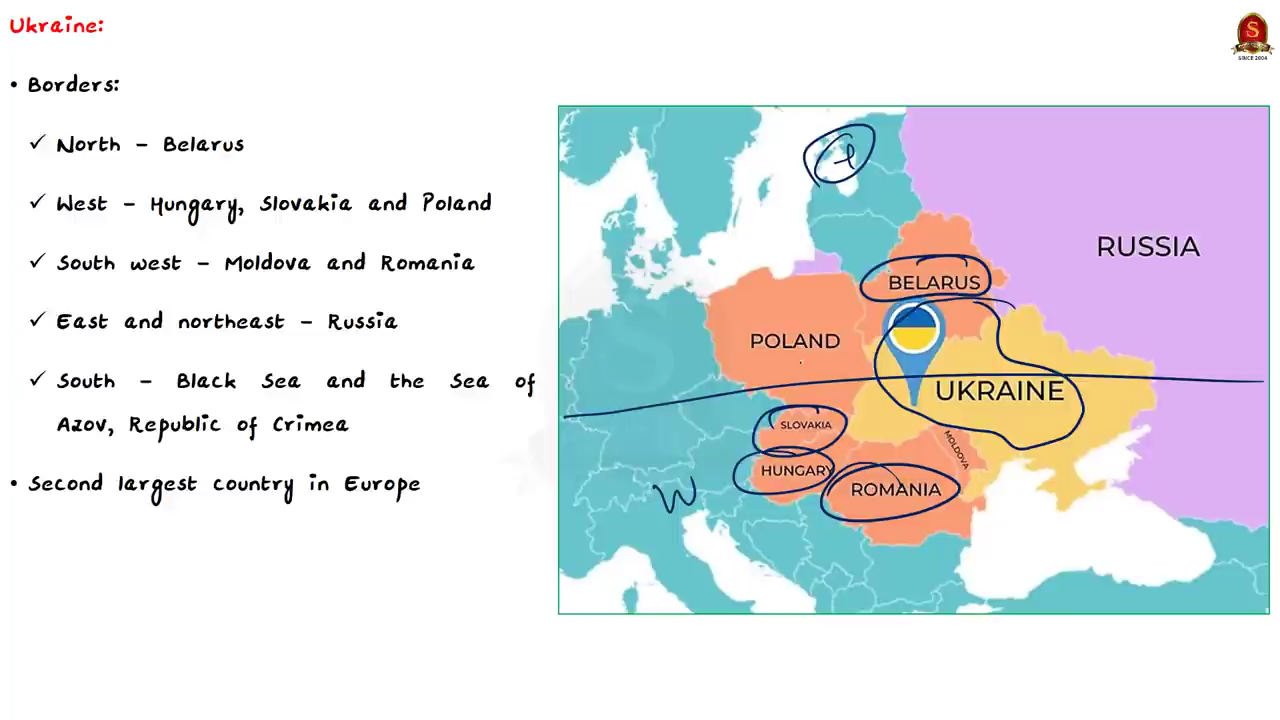 Ukraine:
• Borders:
✓ North – Belarus
✓ West – Hungary, Slovakia and Poland
✓ South west – Moldova and Romania
✓ East and northeast – Russia
✓ South – Black Sea and the Sea of
Azov, Republic of Crimea
• Second largest country in Europe
S
SINCE 2004
RUSSIA
BELARUS
POLAND
UKRAINE
SLOVAKIA
MOLDOVA
HUNGARY
ROMANIA
W